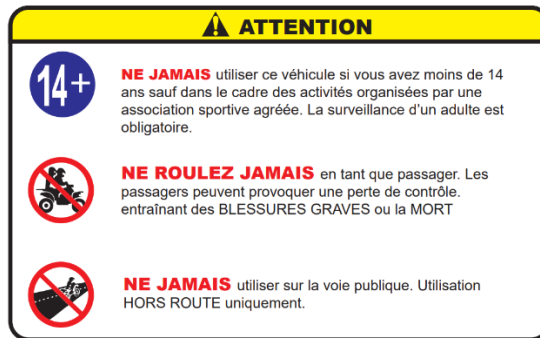 ATTENTION
14+
NE JAMAIS utiliser ce véhicule si vous avez moins de 14
ans sauf dans le cadre des activités organisées par une
association sportive agréée. La surveillance d'un adulte est
obligatoire.
NE ROULEZ JAMAIS en tant que passager. Les
passagers peuvent provoquer une perte de contrôle.
entraînant des BLESSURES GRAVES ou la MORT
NE JAMAIS utiliser sur la voie publique. Utilisation
HORS ROUTE uniquement.